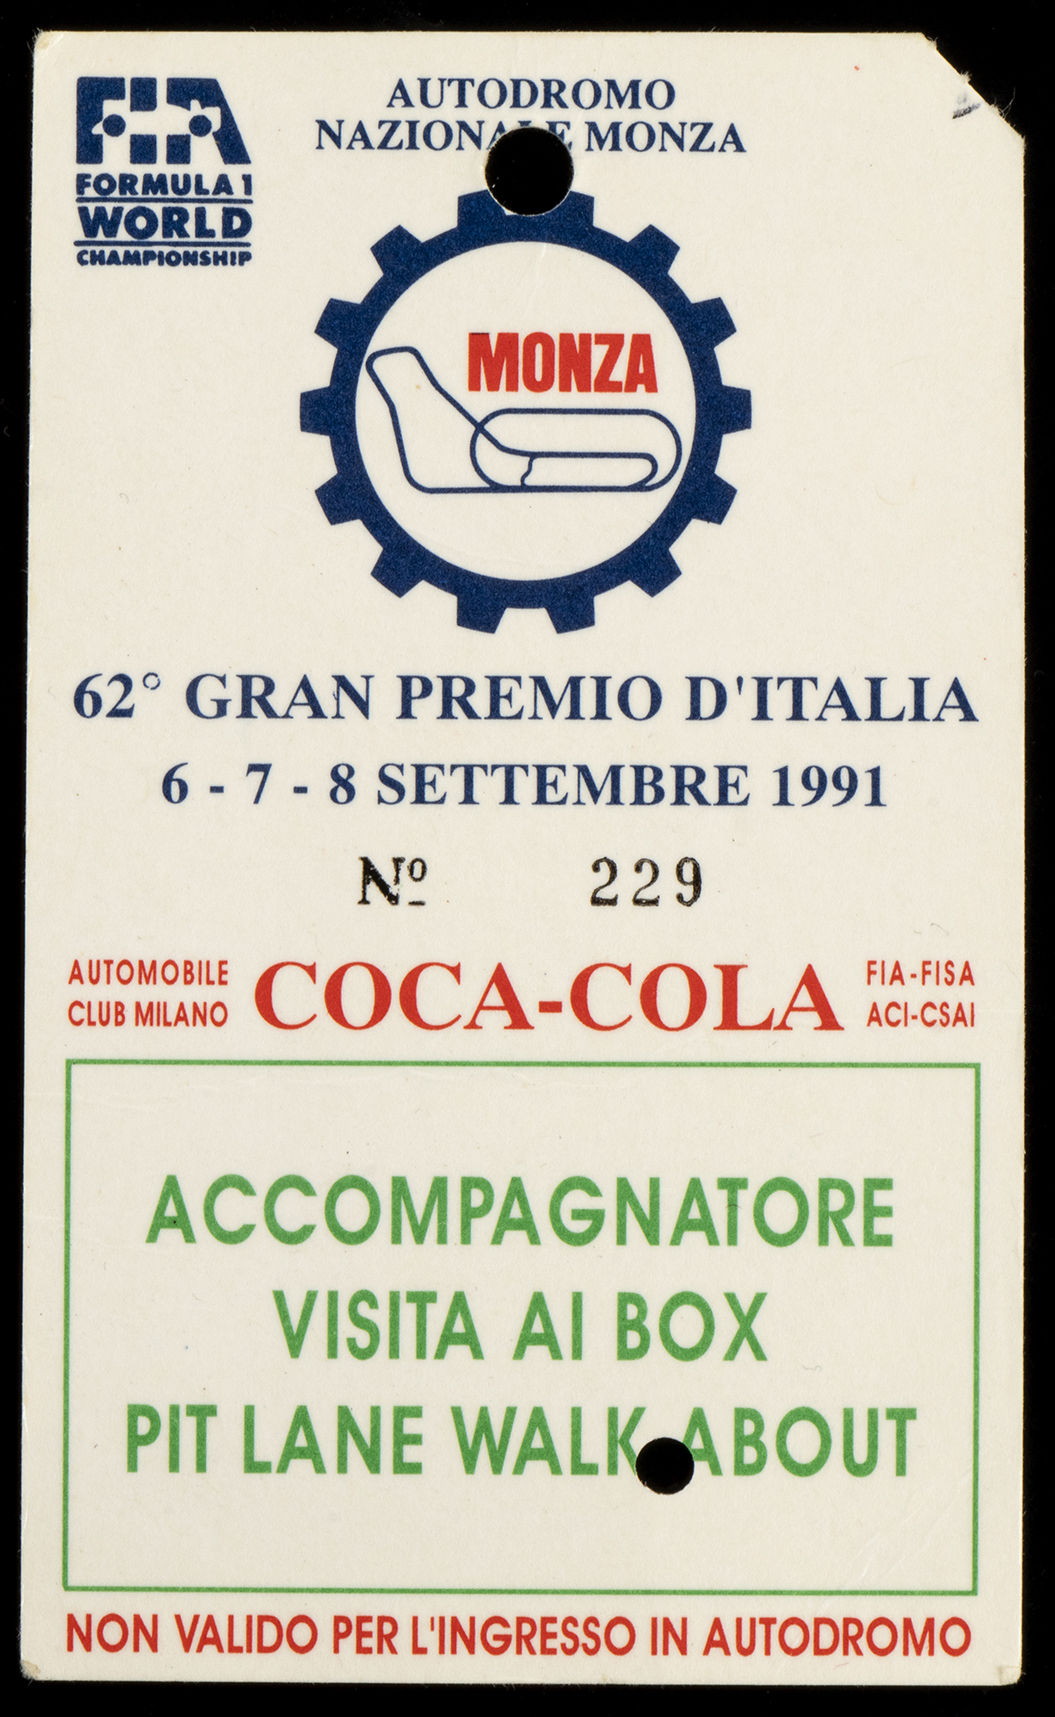 FIA
FORMULA 1
WORLD
CHAMPIONSHIP
AUTODROMO
NAZIONALE MONZA
MONZA
62° GRAN PREMIO D'ITALIA
6 - 7 - 8 SETTEMBRE 1991
Nº 229
AUTOMOBILE
CLUB MILANO
COCA-COLA
FIA-FISA
ACI-CSAI
ACCOMPAGNATORE
VISITA AI BOX
PIT LANE WALK ABOUT
NON VALIDO PER L'INGRESSO IN AUTODROMO